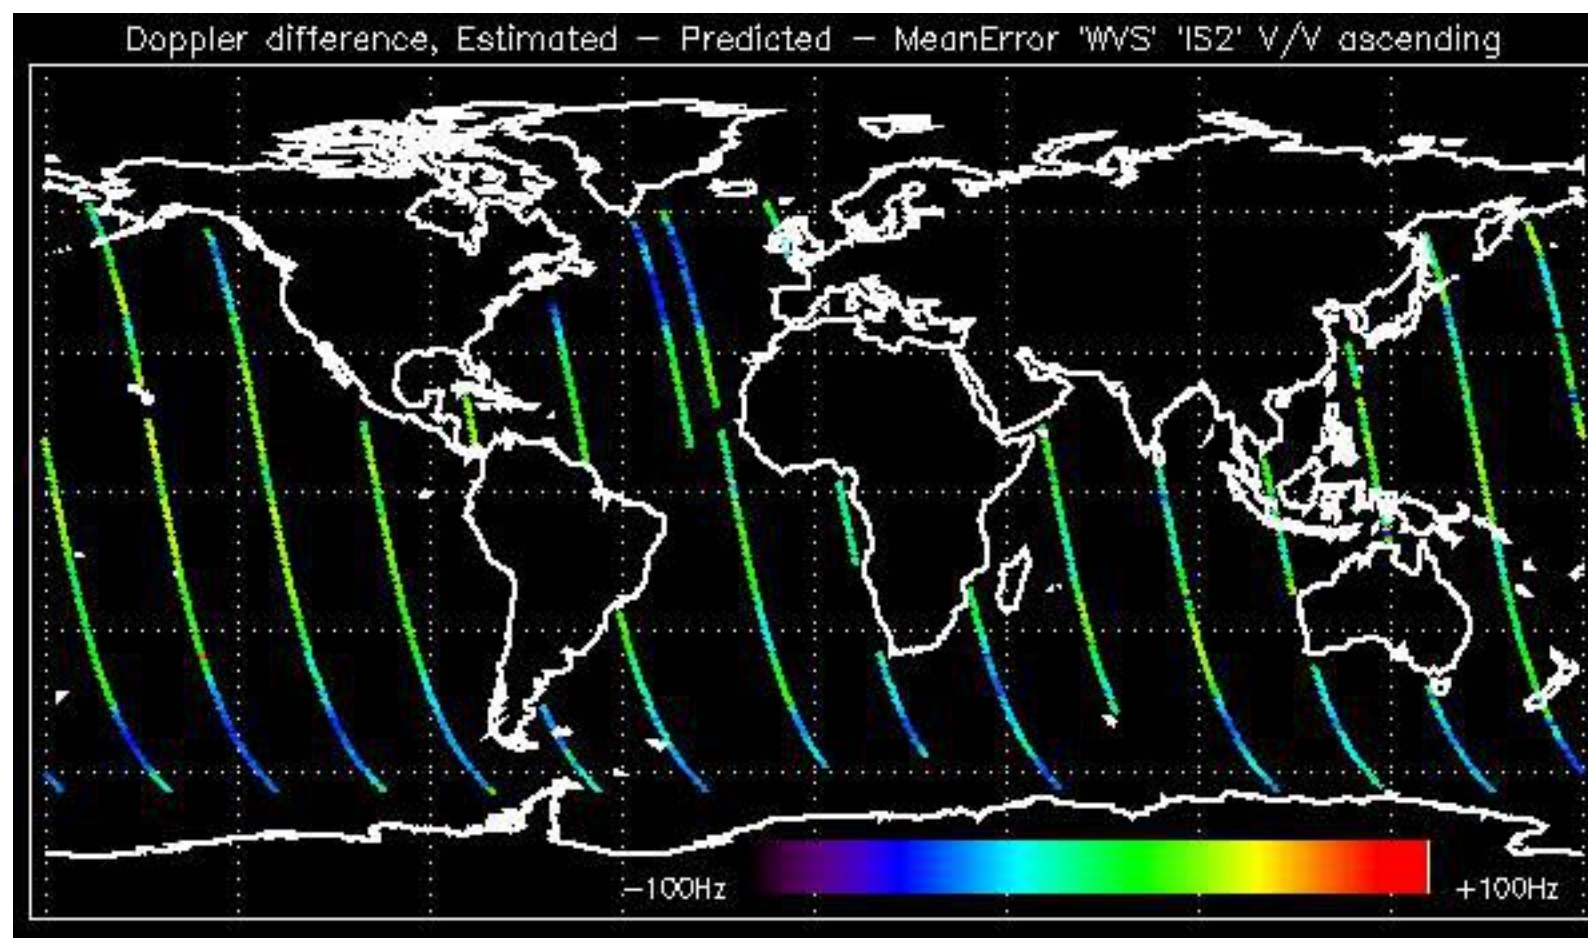 Doppler difference, Estimated – Predicted – MeanError 'WVS' 'IS2' V/V ascending
–100Hz
+100Hz